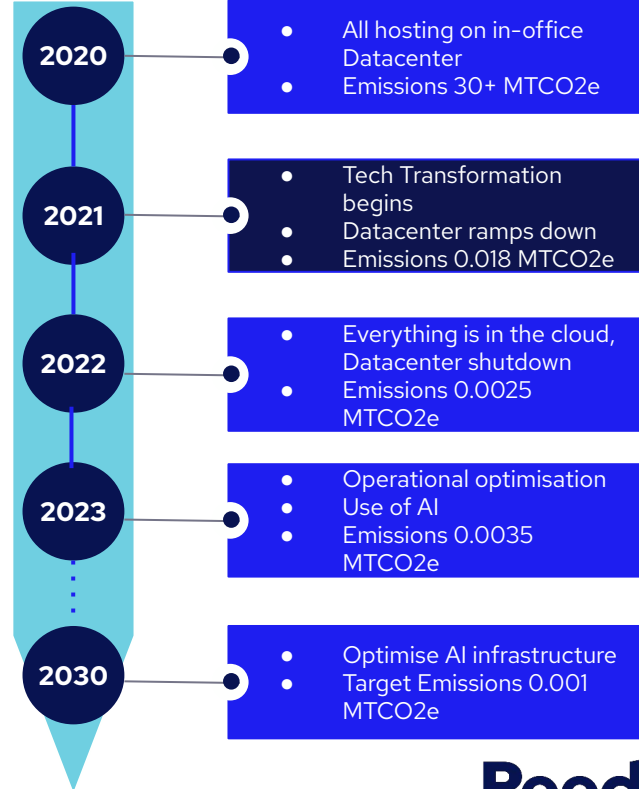 2020
● All hosting on in-office
Datacenter
● Emissions 30+ MTCO2e
2021
● Tech Transformation
begins
● Datacenter ramps down
● Emissions 0.018 MTCO2e
2022
● Everything is in the cloud,
Datacenter shutdown
● Emissions 0.0025
MTCO2e
2023
● Operational optimisation
● Use of AI
● Emissions 0.0035
MTCO2e
2030
● Optimise AI infrastructure
● Target Emissions 0.001
MTCO2e